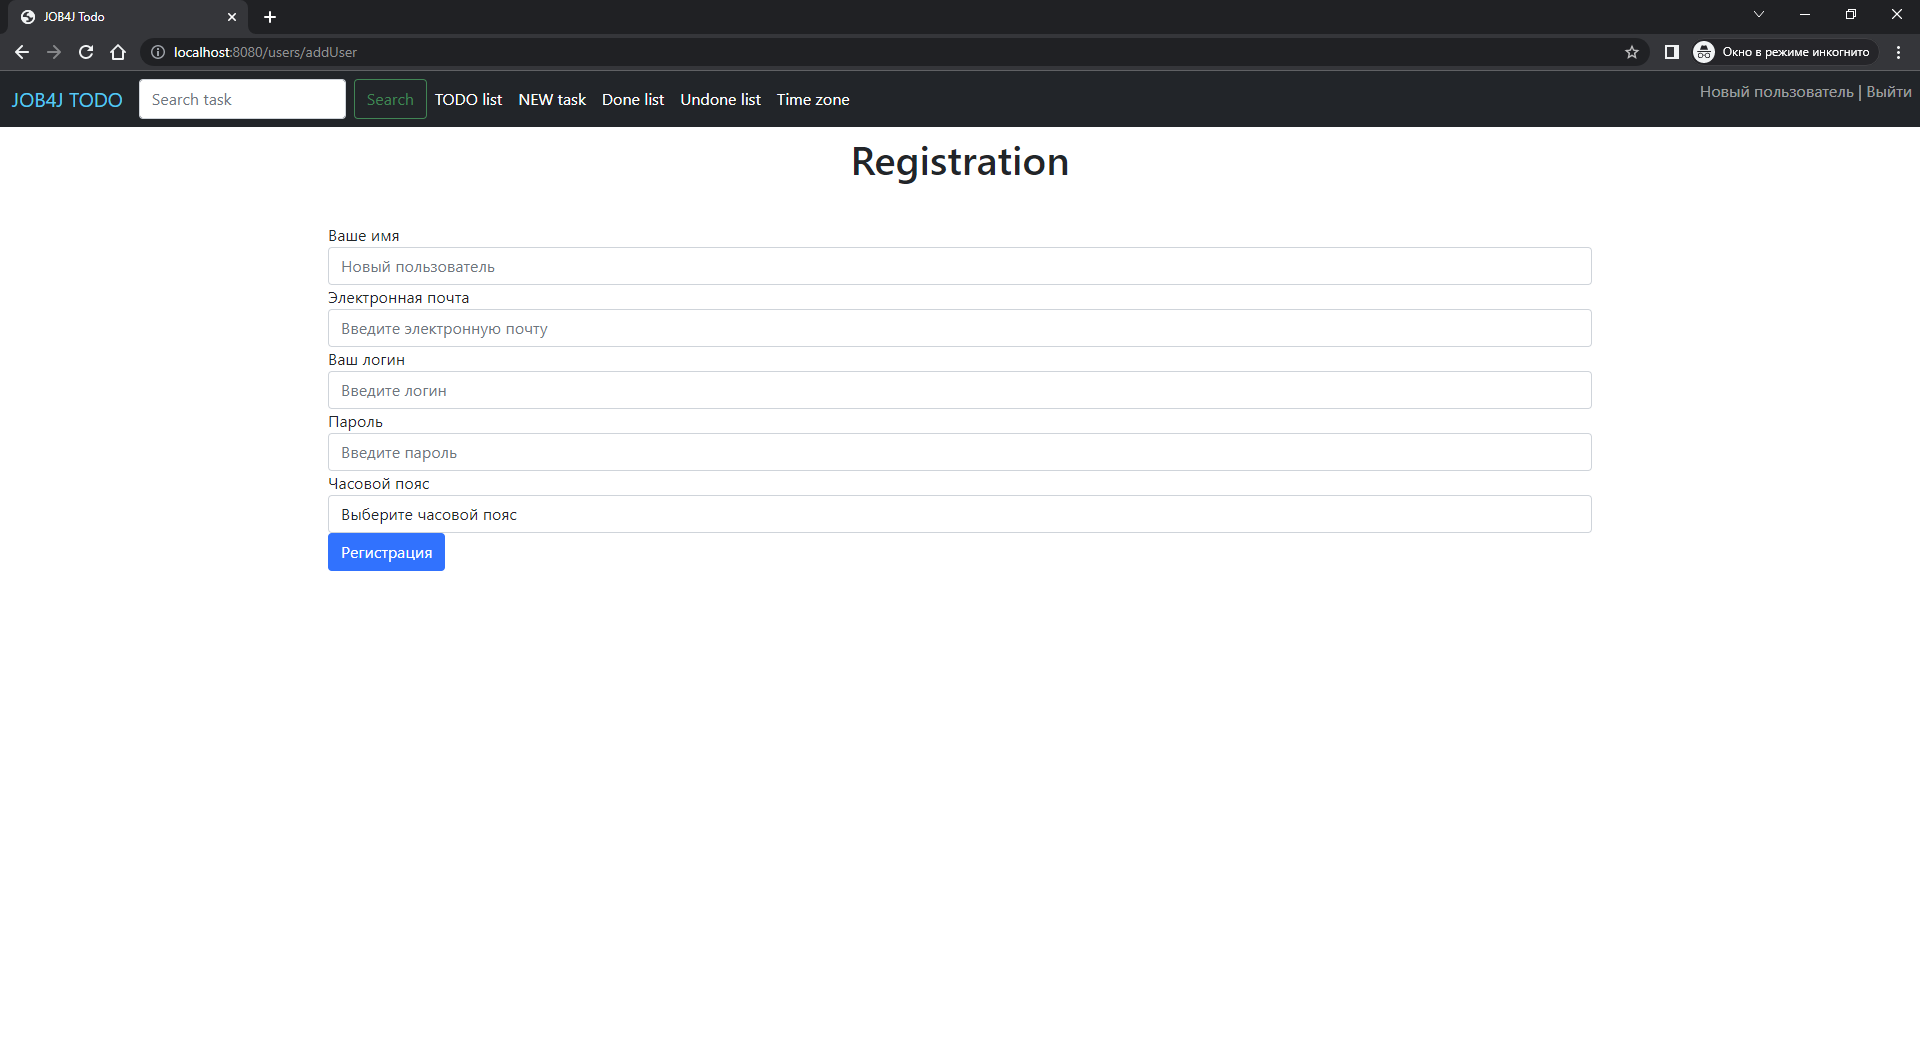 JOB4J Todo
localhost:8080/users/addUser
Окно в режиме инкогнито
JOB4J TODO Search task Search TODO list NEW task Done list Undone list Time zone Новый пользователь | Выйти
Registration
Ваше имя
Новый пользователь
Электронная почта
Введите электронную почту
Ваш логин
Введите логин
Пароль
Введите пароль
Часовой пояс
Выберите часовой пояс
Регистрация